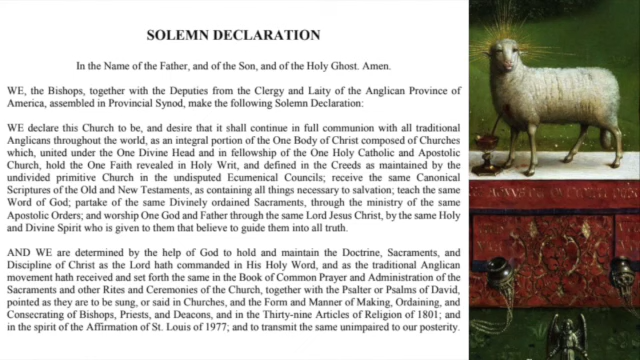 SOLEMN DECLARATION
In the Name of the Father, and of the Son, and of the Holy Ghost. Amen.
WE, the Bishops, together with the Deputies from the Clergy and Laity of the Anglican Province of
America, assembled in Provincial Synod, make the following Solemn Declaration:
WE declare this Church to be, and desire that it shall continue in full communion with all traditional
Anglicans throughout the world, as an integral portion of the One Body of Christ composed of Churches
which, united under the One Divine Head and in fellowship of the One Holy Catholic and Apostolic
Church, hold the One Faith revealed in Holy Writ, and defined in the Creeds as maintained by the
undivided primitive Church in the undisputed Ecumenical Councils; receive the same Canonical
Scriptures of the Old and New Testaments, as containing all things necessary to salvation; teach the same
Word of God; partake of the same Divinely ordained Sacraments, through the ministry of the same
Apostolic Orders; and worship One God and Father through the same Lord Jesus Christ, by the same Holy
and Divine Spirit who is given to them that believe to guide them into all truth.
AND WE are determined by the help of God to hold and maintain the Doctrine, Sacraments, and
Discipline of Christ as the Lord hath commanded in His Holy Word, and as the traditional Anglican
movement hath received and set forth the same in the Book of Common Prayer and Administration of the
Sacraments and other Rites and Ceremonies of the Church, together with the Psalter or Psalms of David,
pointed as they are to be sung, or said in Churches, and the Form and Manner of Making, Ordaining, and
Consecrating of Bishops, Priests, and Deacons, and in the Thirty-nine Articles of Religion of 1801; and
in the spirit of the Affirmation of St. Louis of 1977; and to transmit the same unimpaired to our posterity.